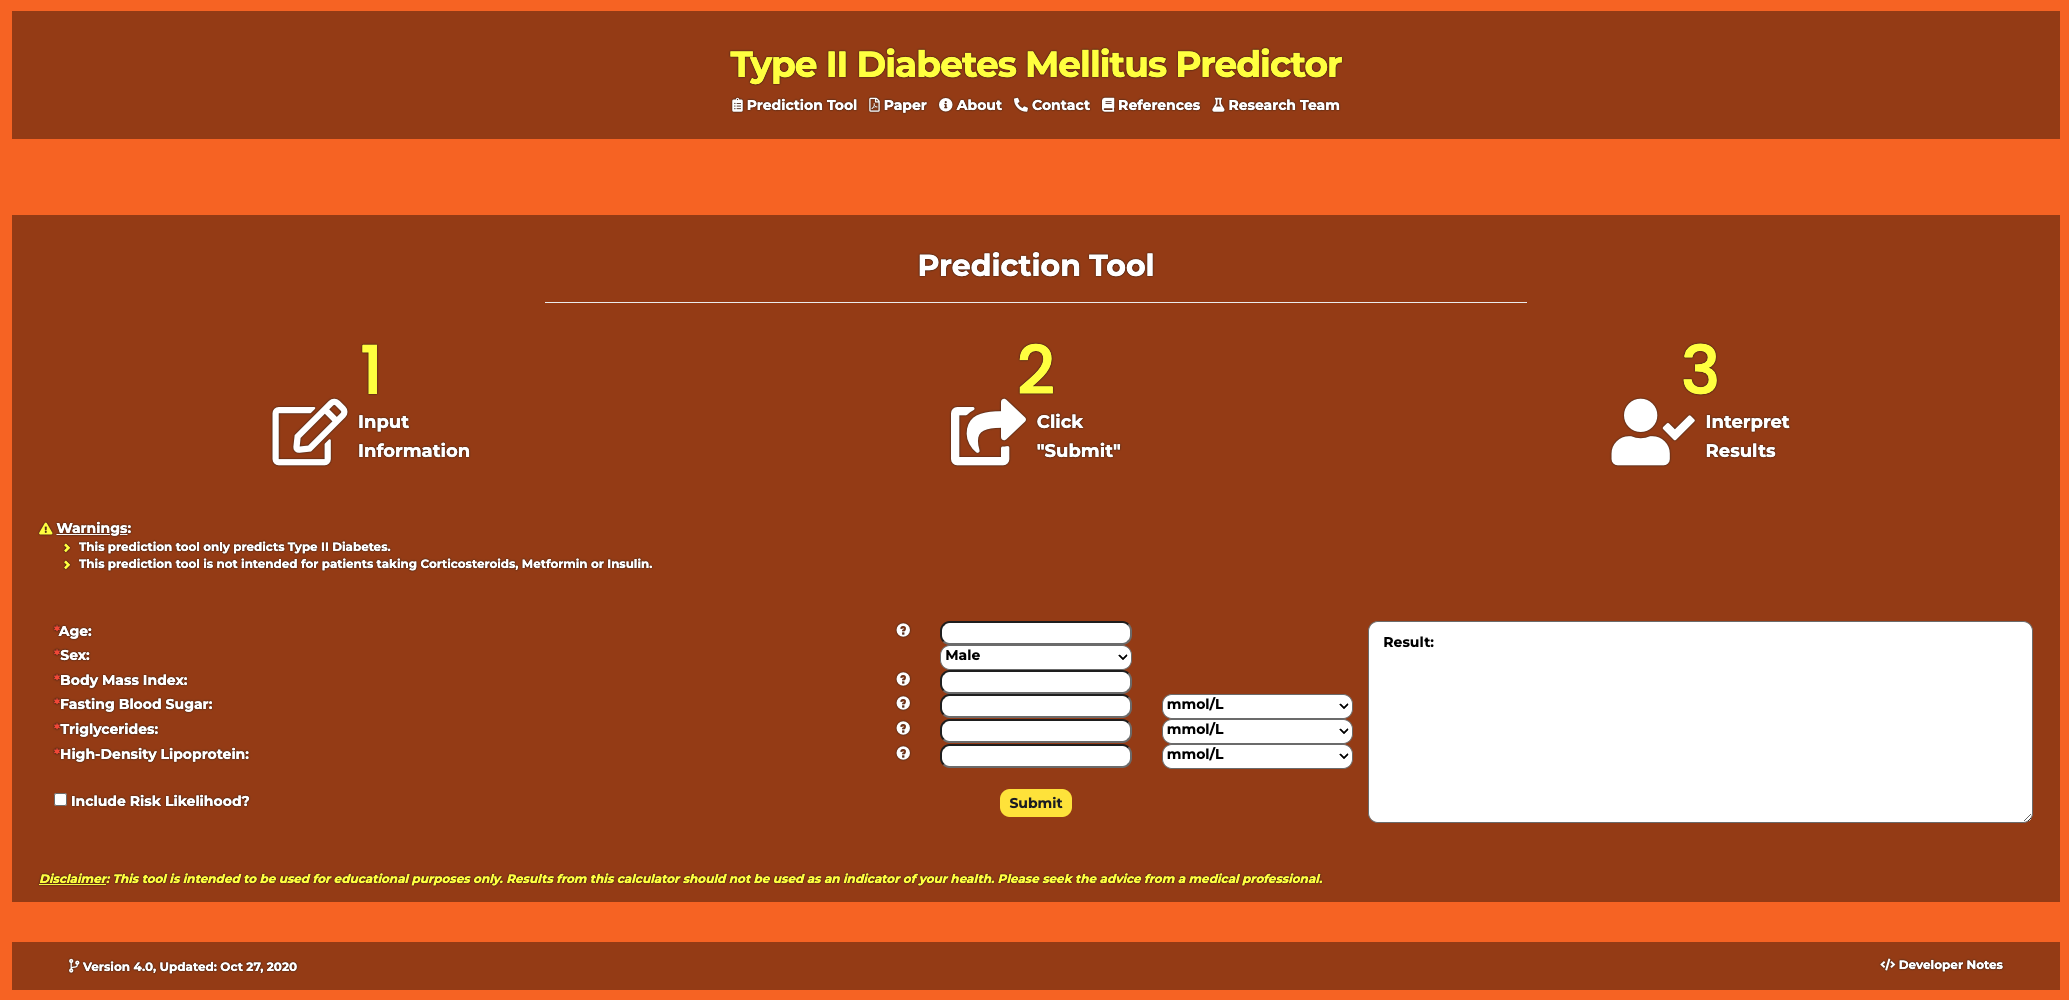 Type II Diabetes Mellitus Predictor
Prediction Tool Paper About Contact References Research Team
Prediction Tool
1
Input
Information
2
Click
"Submit"
3
Interpret
Results
Warnings:
This prediction tool only predicts Type II Diabetes.
This prediction tool is not intended for patients taking Corticosteroids, Metformin or Insulin.
*Age:
*Sex: Male
*Body Mass Index:
*Fasting Blood Sugar: mmol/L
*Triglycerides: mmol/L
*High-Density Lipoprotein: mmol/L
Include Risk Likelihood? Submit
Result:
Disclaimer: This tool is intended to be used for educational purposes only. Results from this calculator should not be used as an indicator of your health. Please seek the advice from a medical professional.
Version 4.0, Updated: Oct 27, 2020
</> Developer Notes